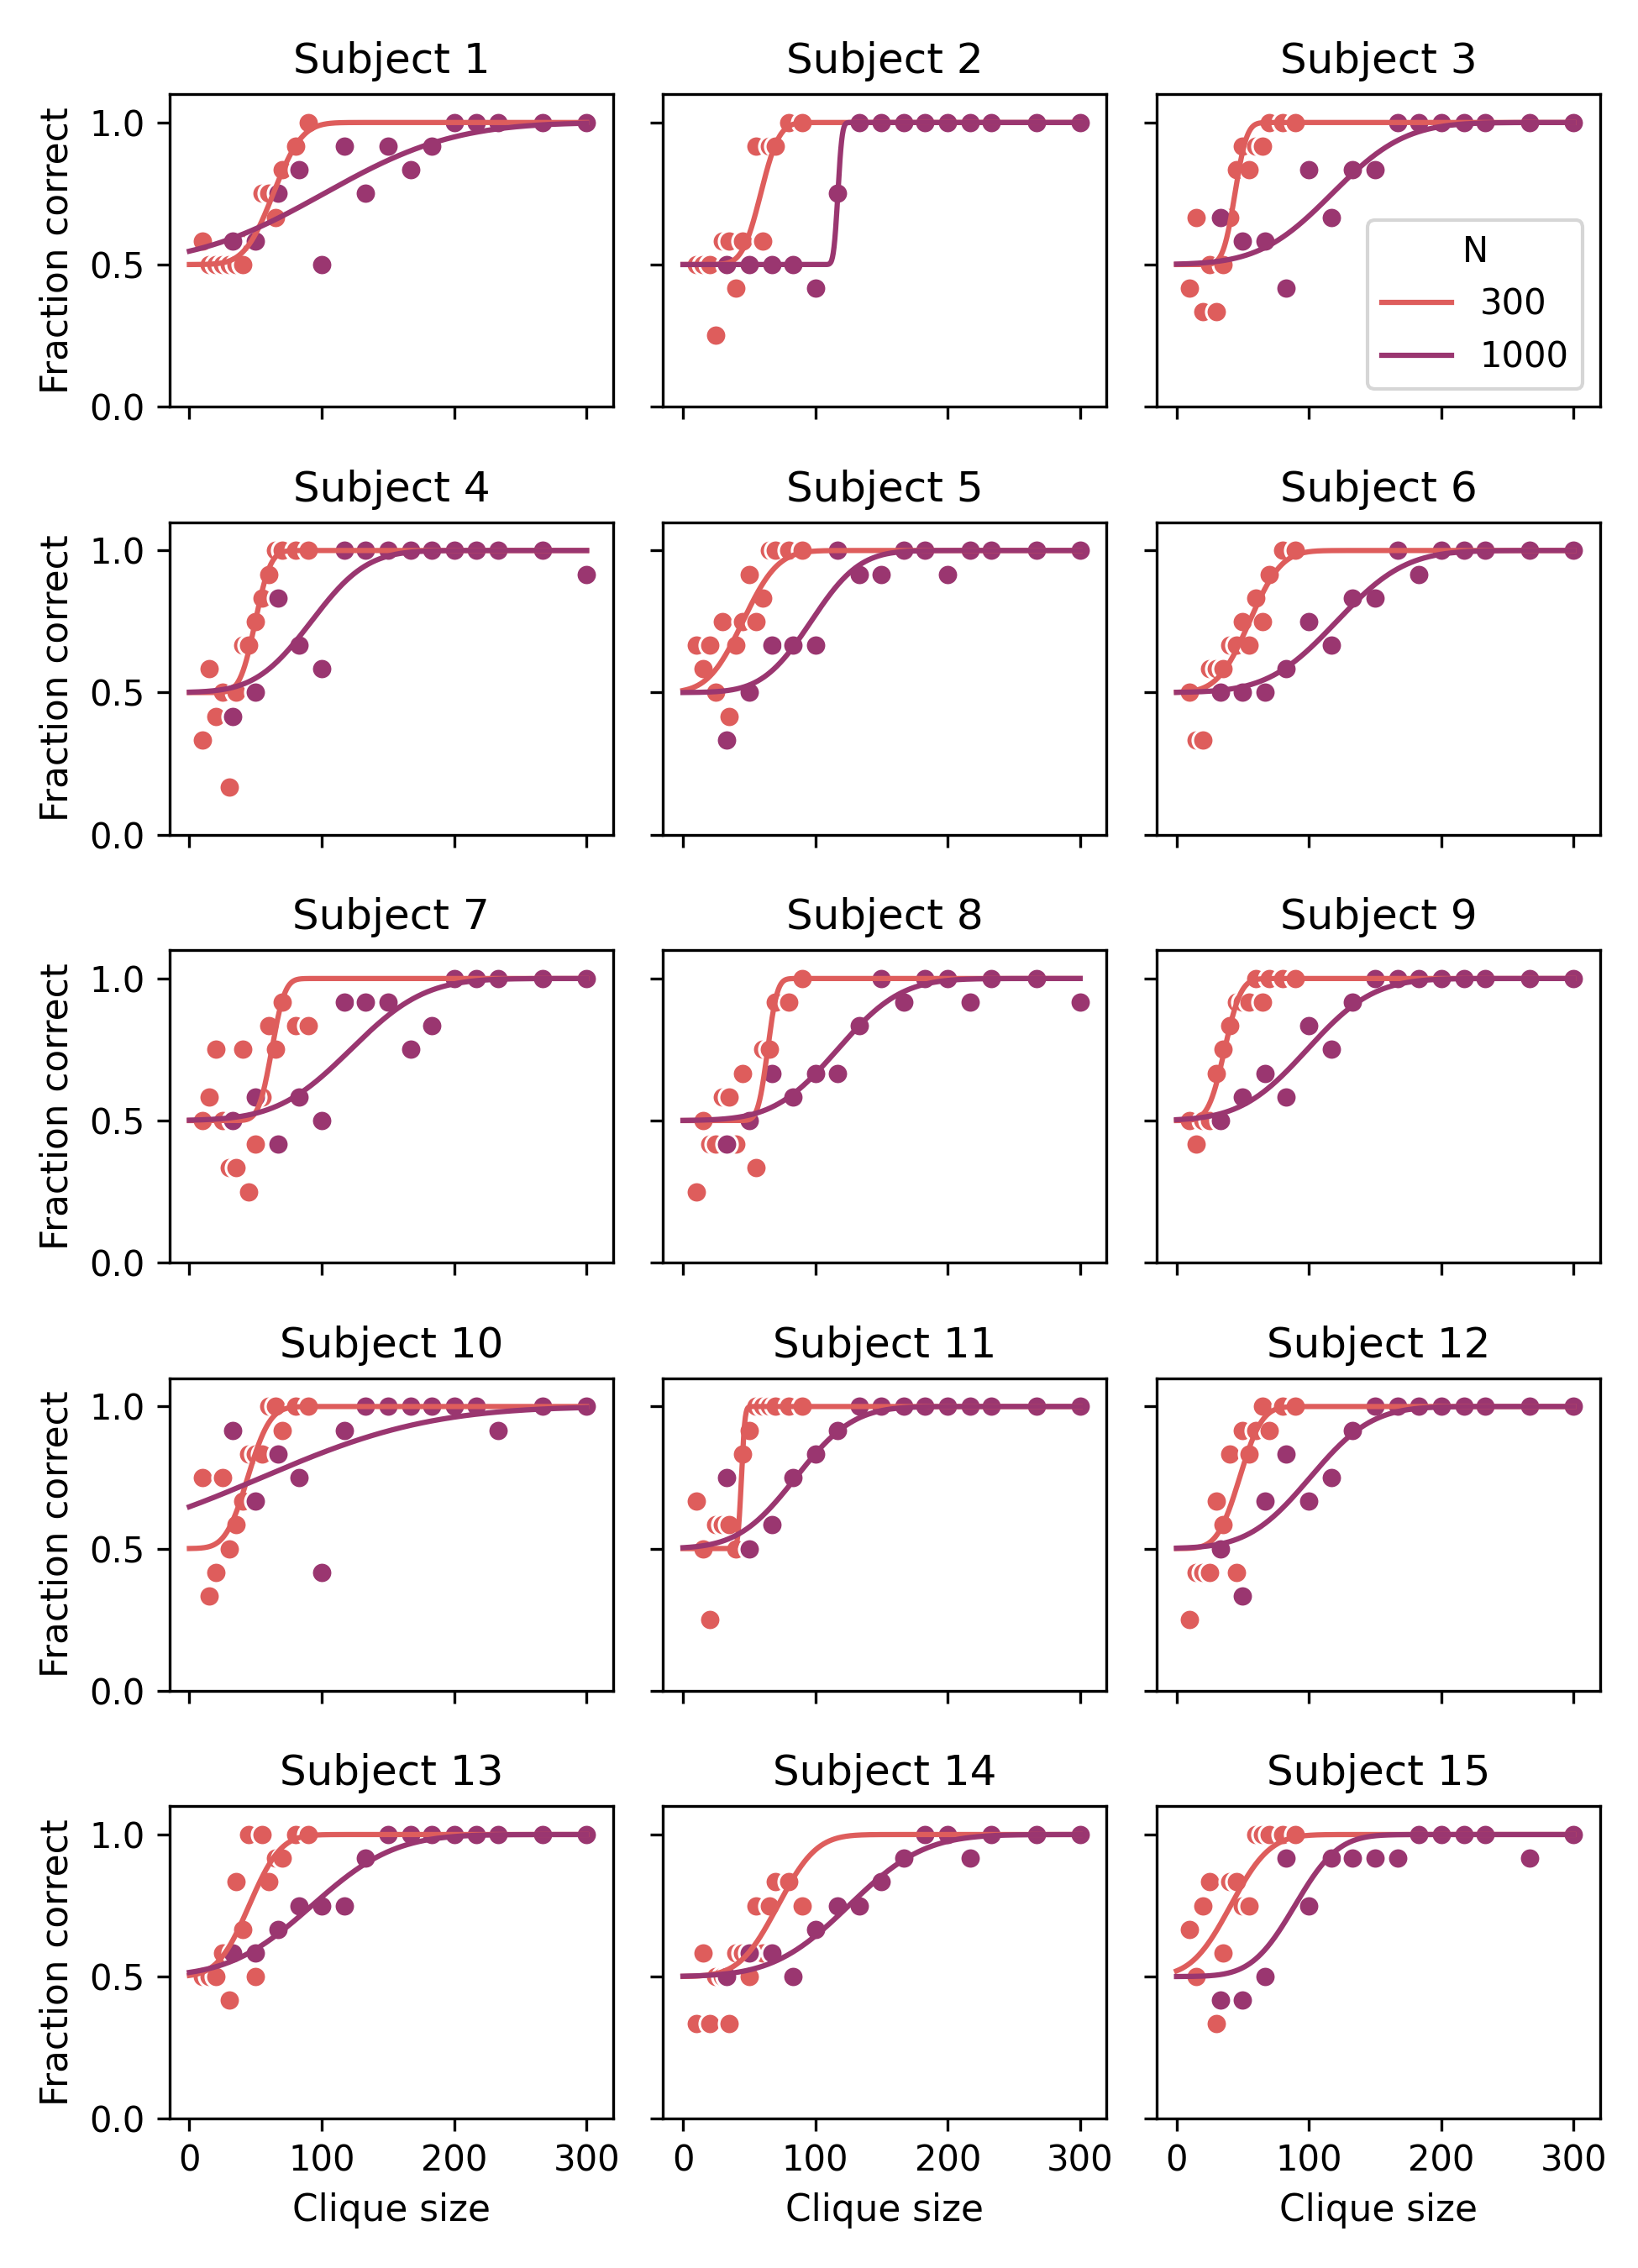 Subject 1
Subject 2
Subject 3
Fraction correct
1.0
0.5
0.0
N
300
1000
Subject 4
Subject 5
Subject 6
Fraction correct
1.0
0.5
0.0
Subject 7
Subject 8
Subject 9
Fraction correct
1.0
0.5
0.0
Subject 10
Subject 11
Subject 12
Fraction correct
1.0
0.5
0.0
Subject 13
Subject 14
Subject 15
Fraction correct
1.0
0.5
0.0
0 100 200 300
0 100 200 300
0 100 200 300
Clique size
Clique size
Clique size